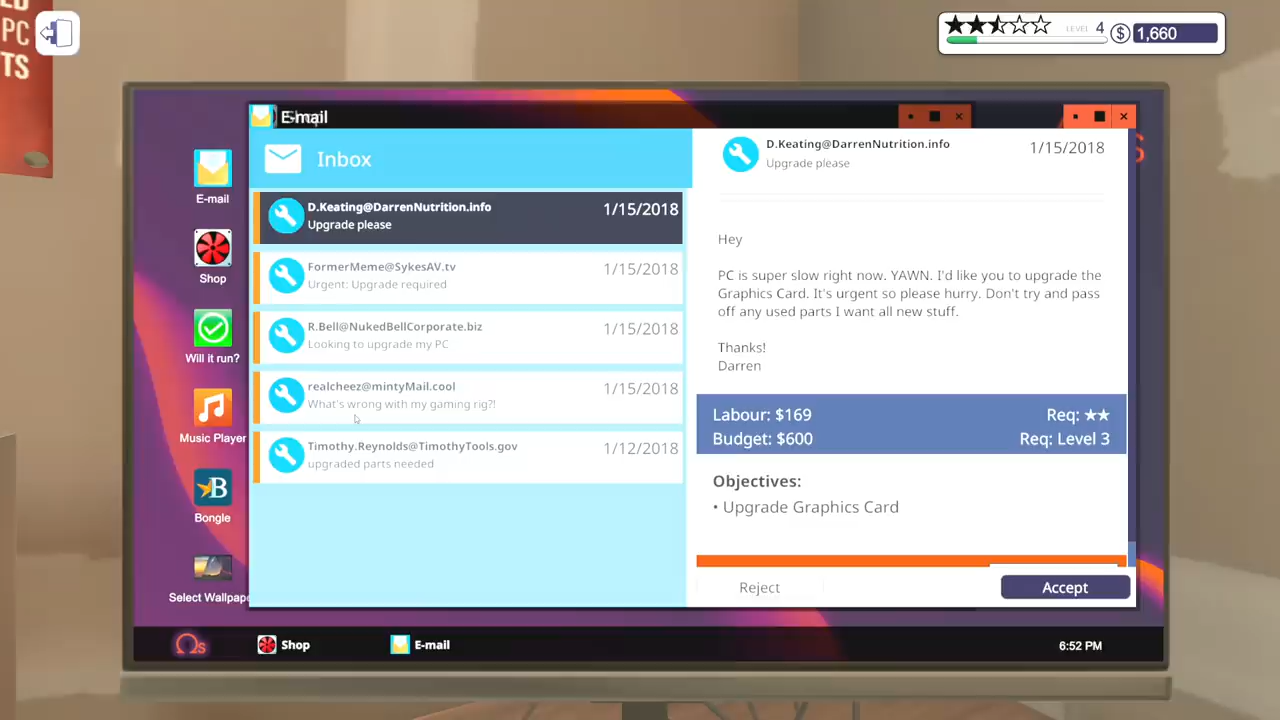 PC
TS
LEVEL 4
$ 1,660
E-mail
Inbox
D.Keating@DarrenNutrition.info 1/15/2018
Upgrade please
FormerMeme@SykesAV.tv 1/15/2018
Urgent: Upgrade required
R.Bell@NukedBellCorporate.biz 1/15/2018
Looking to upgrade my PC
realcheez@mintyMail.cool 1/15/2018
What's wrong with my gaming rig?!
Timothy.Reynolds@TimothyTools.gov 1/12/2018
upgraded parts needed
D.Keating@DarrenNutrition.info 1/15/2018
Upgrade please
Hey
PC is super slow right now. YAWN. I'd like you to upgrade the
Graphics Card. It's urgent so please hurry. Don't try and pass
off any used parts I want all new stuff.
Thanks!
Darren
Labour: $169 Req: ★★
Budget: $600 Req: Level 3
Objectives:
• Upgrade Graphics Card
Reject Accept
E-mail
Shop
Will it run?
Music Player
B
Bongle
Select Wallpap
Ωs Shop E-mail 6:52 PM